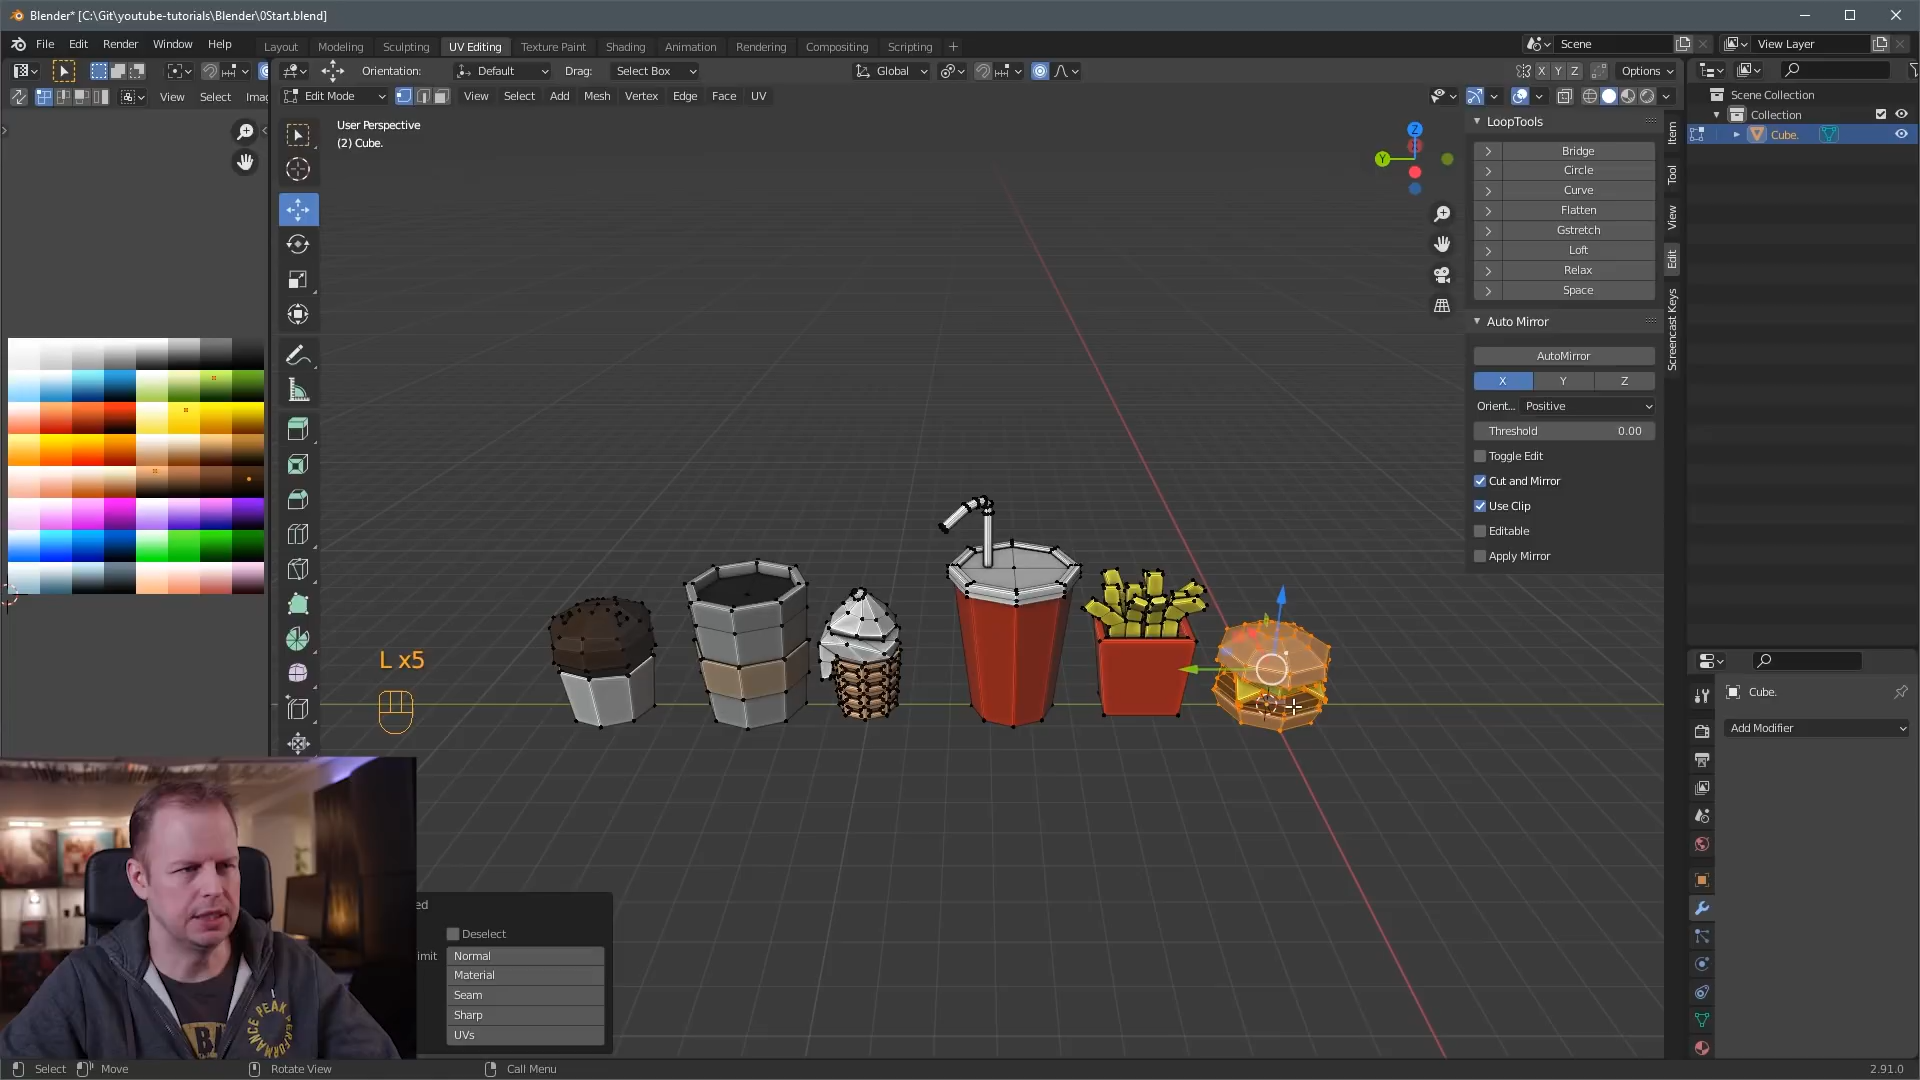 Blender* [C:\Git\youtube-tutorials\Blender\0Start.blend]
File Edit Render Window Help
Layout Modeling Sculpting UV Editing Texture Paint Shading Animation Rendering Compositing Scripting +
Scene
View Layer
Orientation: Default Drag: Select Box
Global
X Y Z Options
View Select Imag
Edit Mode View Select Add Mesh Vertex Edge Face UV
User Perspective
(2) Cube.
Z
Y
LoopTools
Bridge
Circle
Curve
Flatten
Gstretch
Loft
Relax
Space
Auto Mirror
AutoMirror
X Y Z
Orient... Positive
Threshold 0.00
Toggle Edit
Cut and Mirror
Use Clip
Editable
Apply Mirror
Item
Tool
View
Edit
Screencast Keys
Scene Collection
Collection
Cube.
Cube.
Add Modifier
L x5
ed
Deselect
imit Normal
Material
Seam
Sharp
UVs
PEAK PERFORMANCE
Select Move Rotate View Call Menu
2.91.0